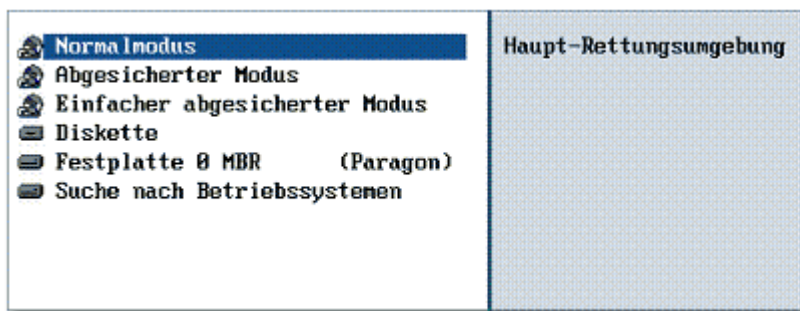 Normalmodus
Abgesicherter Modus
Einfacher abgesicherter Modus
Diskette
Festplatte 0 MBR (Paragon)
Suche nach Betriebssystemen
Haupt-Rettungsumgebung